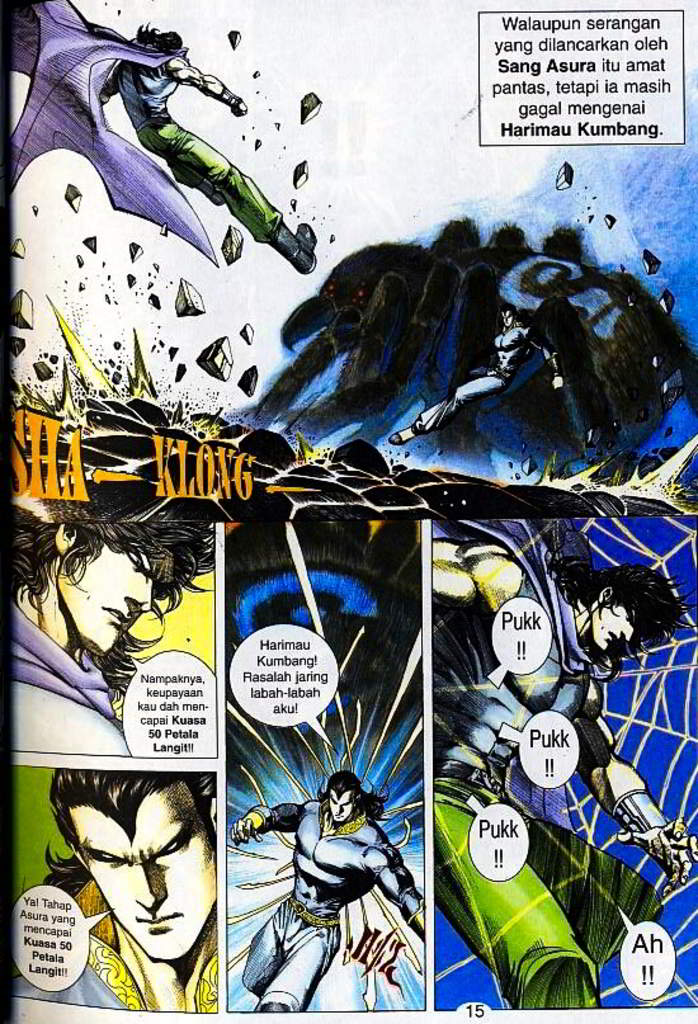 Walaupun serangan
yang dilancarkan oleh
Sang Asura itu amat
pantas, tetapi ia masih
gagal mengenai
Harimau Kumbang.
SHA — KLONG —
Nampaknya,
keupayaan
kau dah men-
capai Kuasa
50 Petala
Langit!!
Ya! Tahap
Asura yang
mencapai
Kuasa 50
Petala
Langit!!
Harimau
Kumbang!
Rasalah jaring
labah-labah
aku!
Pukk
!!
Pukk
!!
Pukk
!!
Ah
!!
15